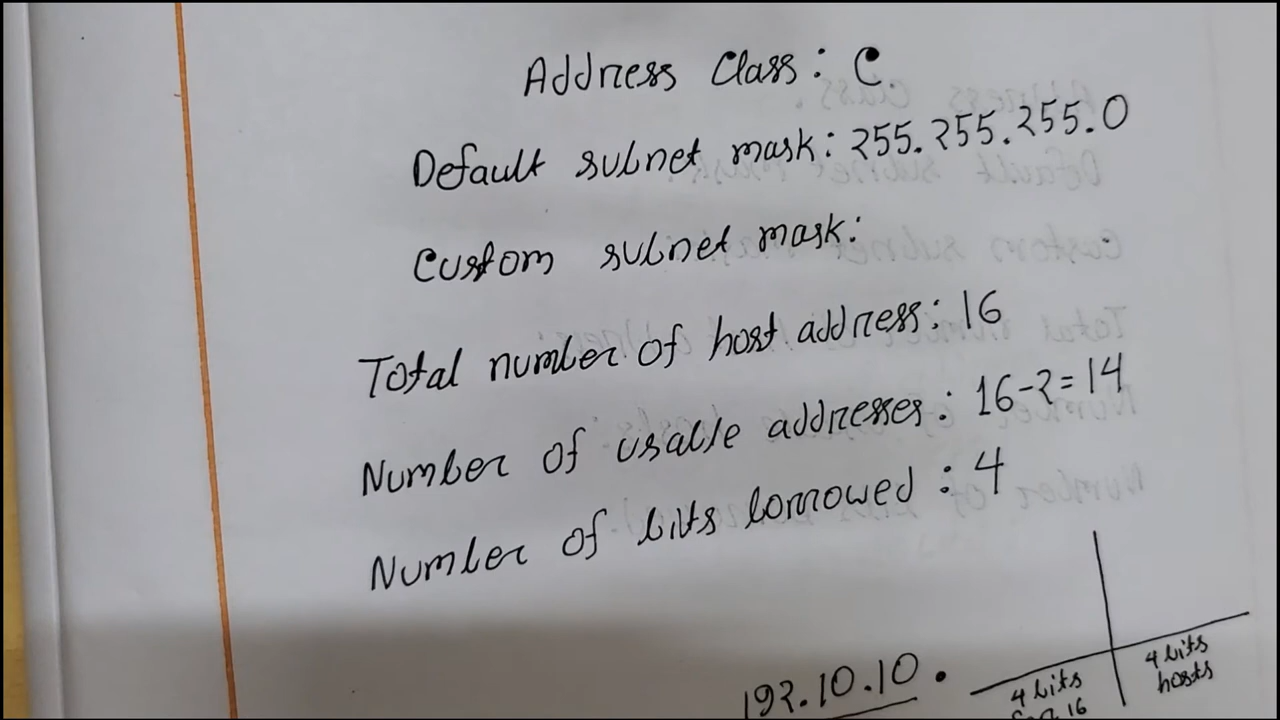 Address Class: C
Default subnet mask: 255.255.255.0
Custom subnet mask:
Total number of host address: 16
Number of usable addresses: 16-2=14
Number of bits borrowed: 4
192.10.10.
4 bits
4 bits
hosts
16